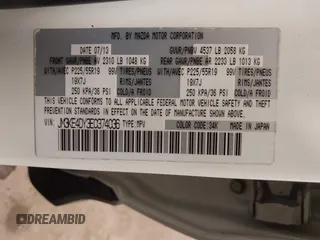 MFD. BY MAZDA MOTOR CORPORATION
DATE 07/13 GVWR/PNBV 4537 LB 2058 KG
FRONT GAWR/PNBE AV 2310 LB 1048 KG REAR GAWR/PNBE AR 2233 LB 1013 KG
WITH/AVEC P225/55R19 99V TIRES/PNEUS WITH/AVEC P225/55R19 99V TIRES/PNEUS
19X7J RIMS/JANTES 19X7J RIMS/JANTES
250 KPA/36 PSI COLD/FROID 250 KPA/36 PSI COLD/FROID
THIS VEHICLE CONFORMS TO ALL APPLICABLE FEDERAL MOTOR VEHICLE SAFETY, BUMPER,
AND THEFT PREVENTION STANDARDS IN EFFECT ON THE DATE OF MANUFACTURE SHOWN ABOVE.
JM3KE4DY3E0374036 TYPE:MPV COLOR CODE: 34K MADE IN JAPAN
DREAMBID